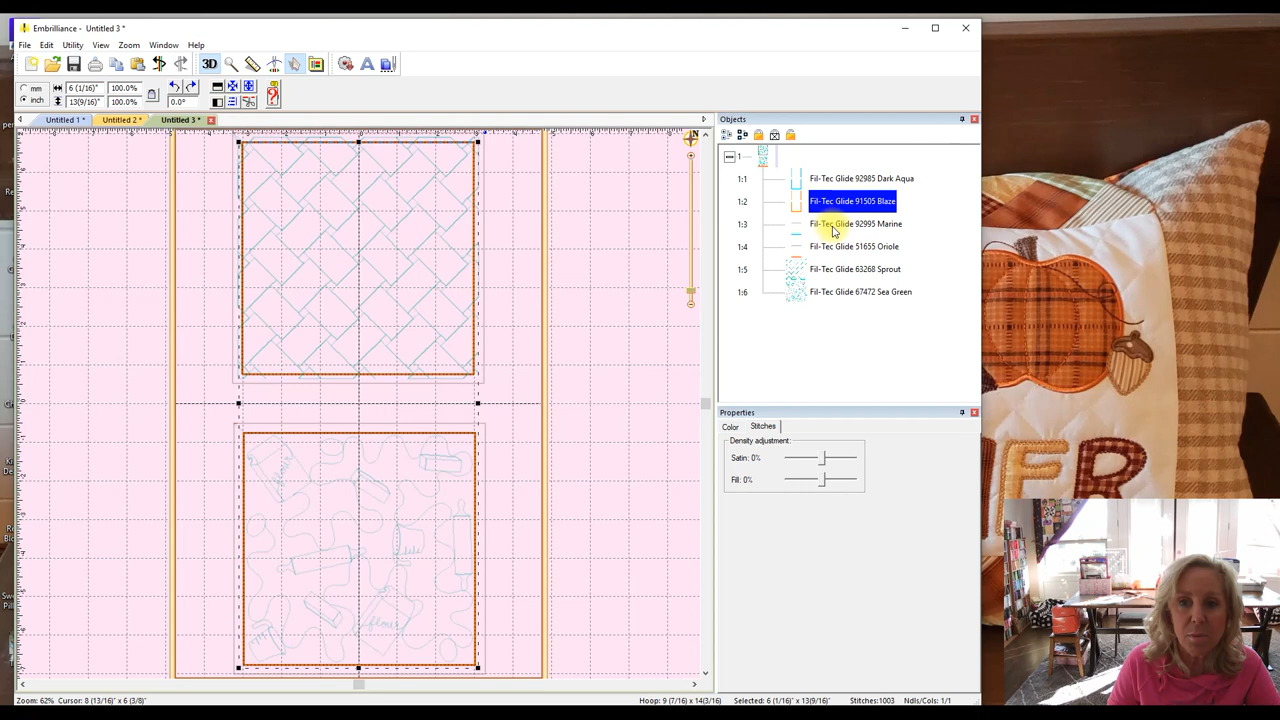 Embrilliance - Untitled 3 *
File Edit Utility View Zoom Window Help
3D
mm 6 (1/16)" 100.0%
inch 13(9/16)" 100.0% 0.0°
Untitled 1 * Untitled 2 * Untitled 3 *
N
Objects
1
1:1 Fil-Tec Glide 92985 Dark Aqua
1:2 Fil-Tec Glide 91505 Blaze
1:3 Fil-Tec Glide 92995 Marine
1:4 Fil-Tec Glide 51655 Oriole
1:5 Fil-Tec Glide 63268 Sprout
1:6 Fil-Tec Glide 67472 Sea Green
Properties
Color Stitches
Density adjustment:
Satin: 0%
Fill: 0%
FR
Zoom: 62% Cursor: 8 (13/16)" x 6 (3/8)" Hoop: 9 (7/16) x 14(3/16) Selected: 6 (1/16)" x 13(9/16)" Stitches:1003 Ndls/Cols: 1/1